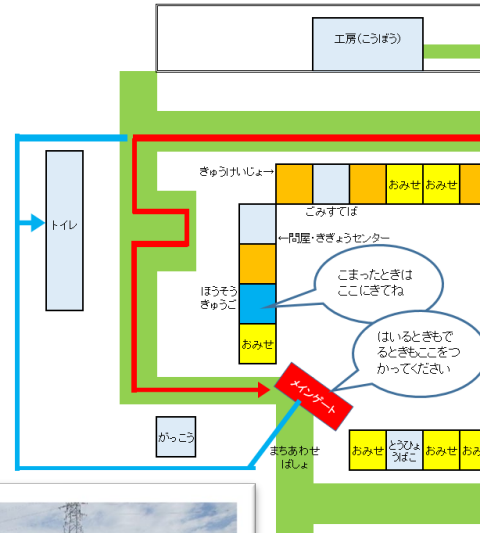 工房(こうぼう)
きゅうけいじょ→
おみせ
おみせ
ごみすてば
トイレ
←問屋・きぎょうセンター
こまったときは
ここにきてね
ほうそう
きゅうご
はいるときもで
るときもここをつ
かってください
おみせ
メインゲート
がっこう
まちあわせ
ばしょ
おみせ
とうひょ
うばこ
おみせ
おみ